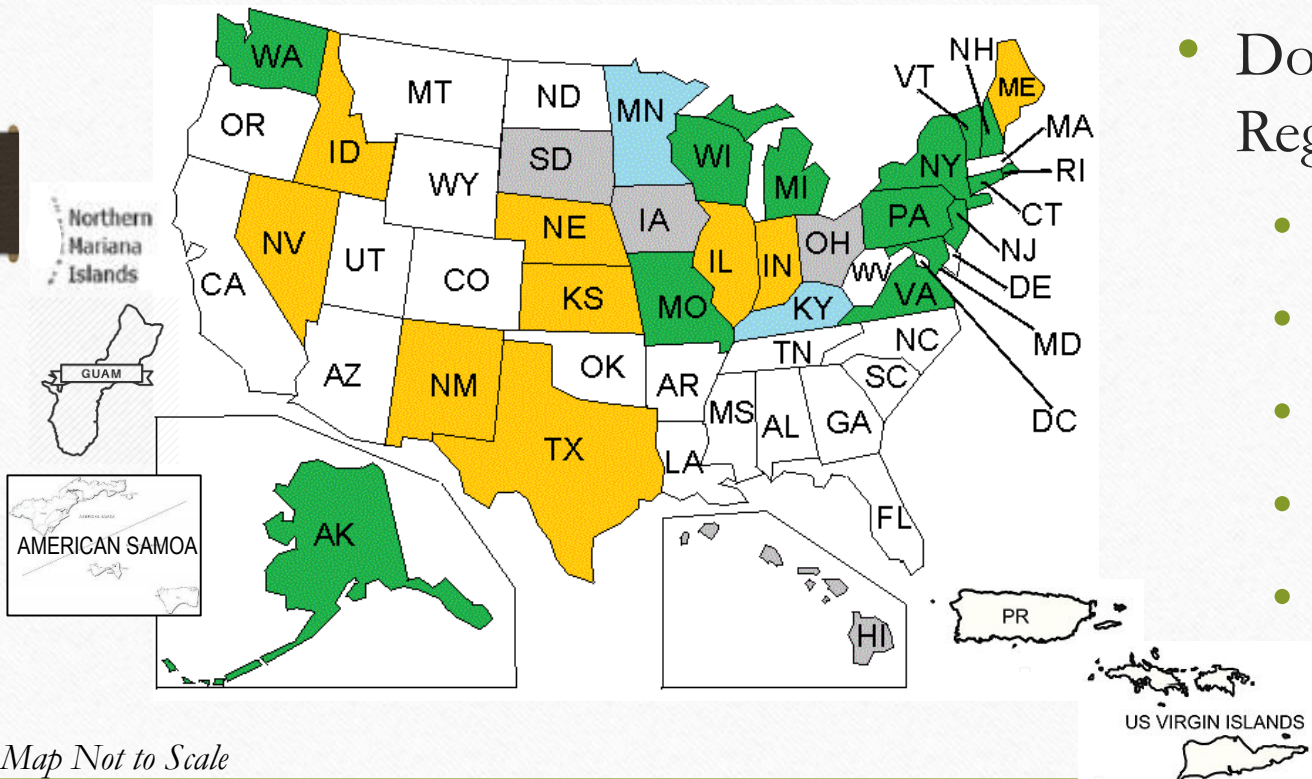 WA
MT
ND
MN
OR
ID
SD
WY
WI
MI
NY
VT
NH
ME
MA
RI
CT
NJ
DE
MD
DC
PA
NV
UT
CO
NE
KS
IA
IL
IN
OH
WV
VA
KY
MO
CA
AZ
NM
OK
TX
AR
TN
NC
SC
MS
AL
GA
LA
FL
AK
HI
Northern
Mariana
Islands
GUAM
AMERICAN SAMOA
PR
US VIRGIN ISLANDS
Map Not to Scale
• Do
Reg
•
•
•
•
•